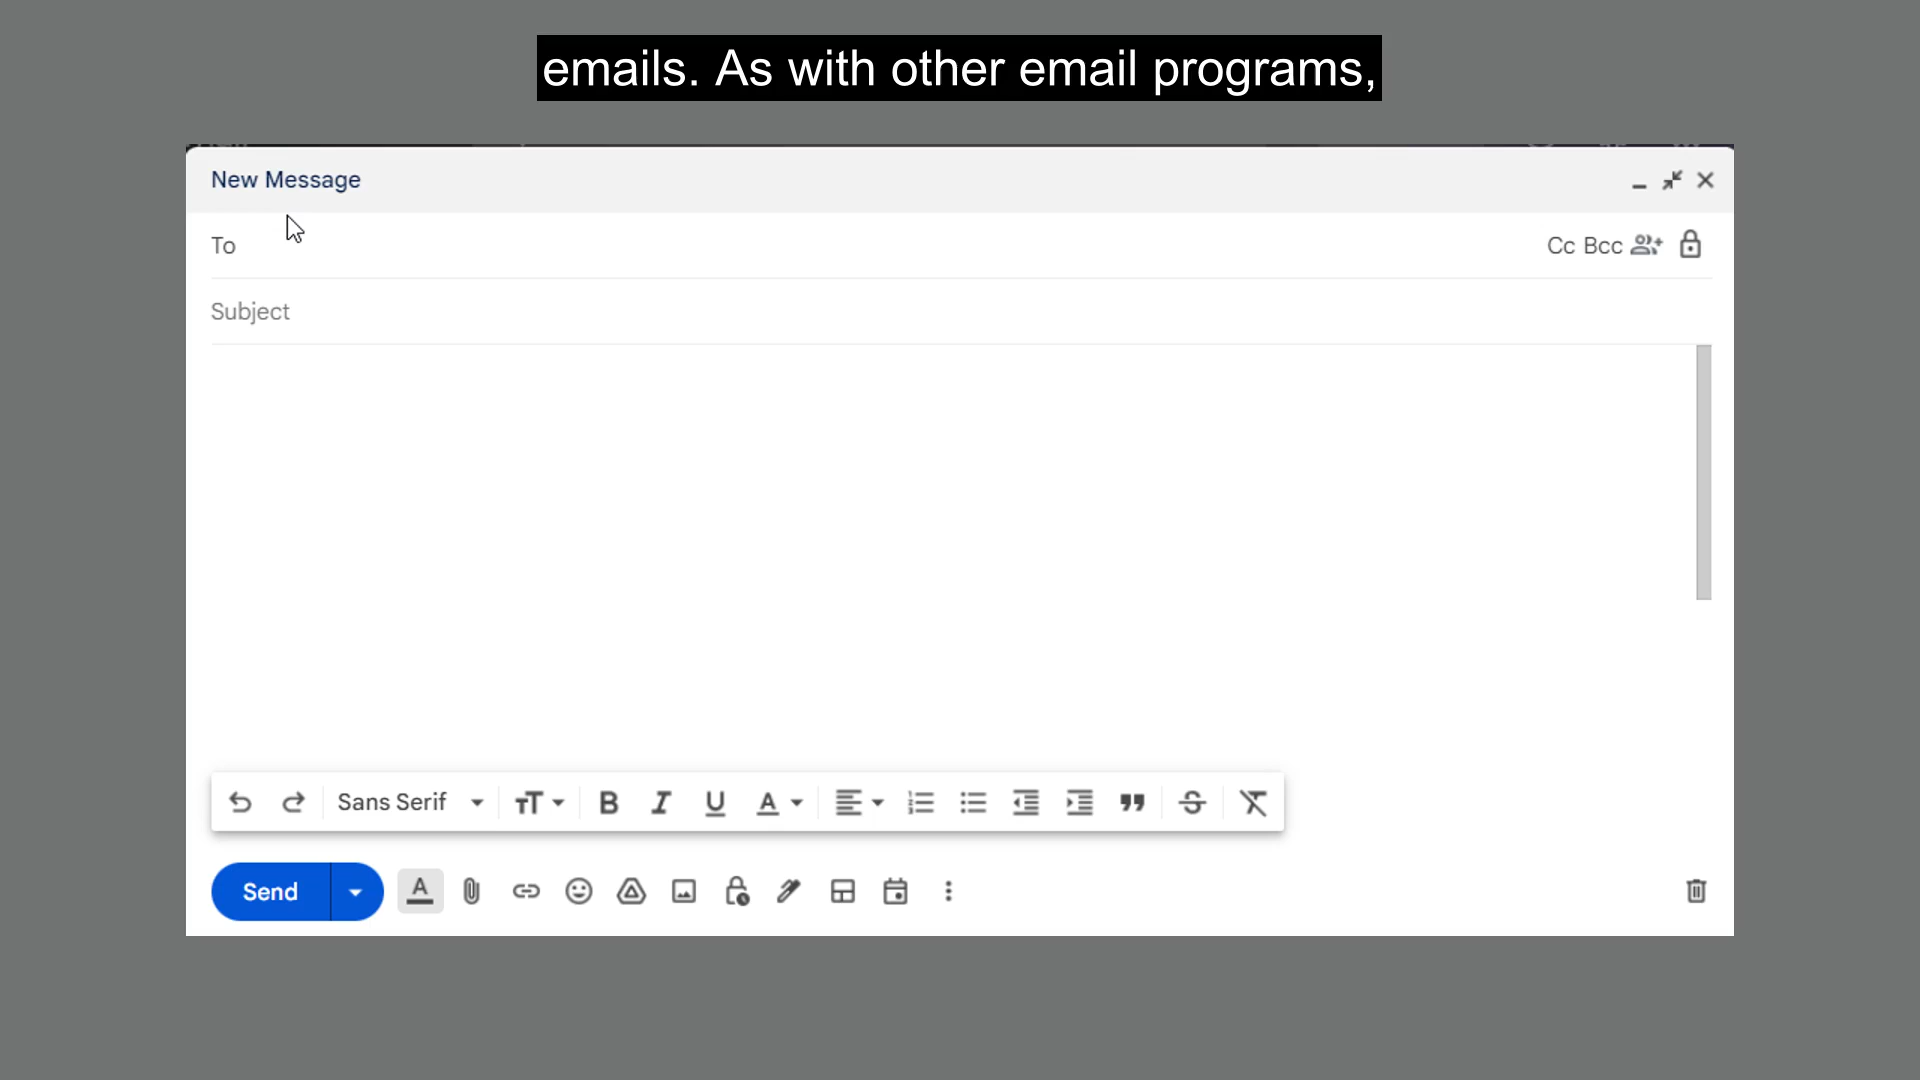 emails. As with other email programs,
New Message
To
Cc Bcc
Subject
Sans Serif
Send